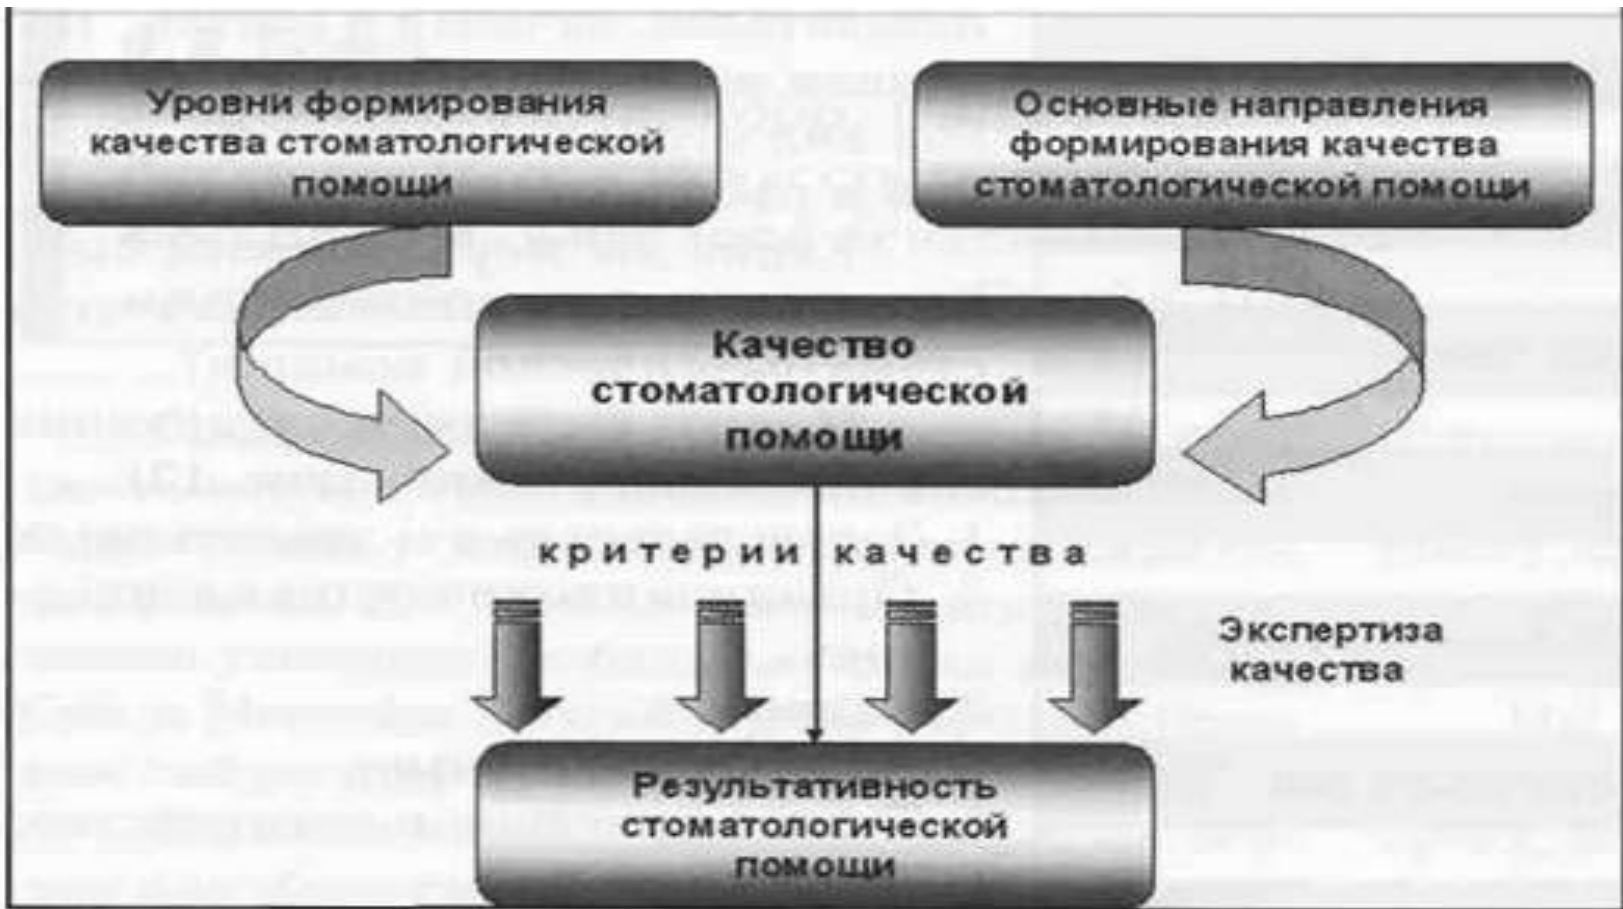 Уровни формирования
качества стоматологической
помощи
Основные направления
формирования качества
стоматологической помощи
Качество
стоматологической
помощи
критерии качества
Экспертиза
качества
Результативность
стоматологической
помощи